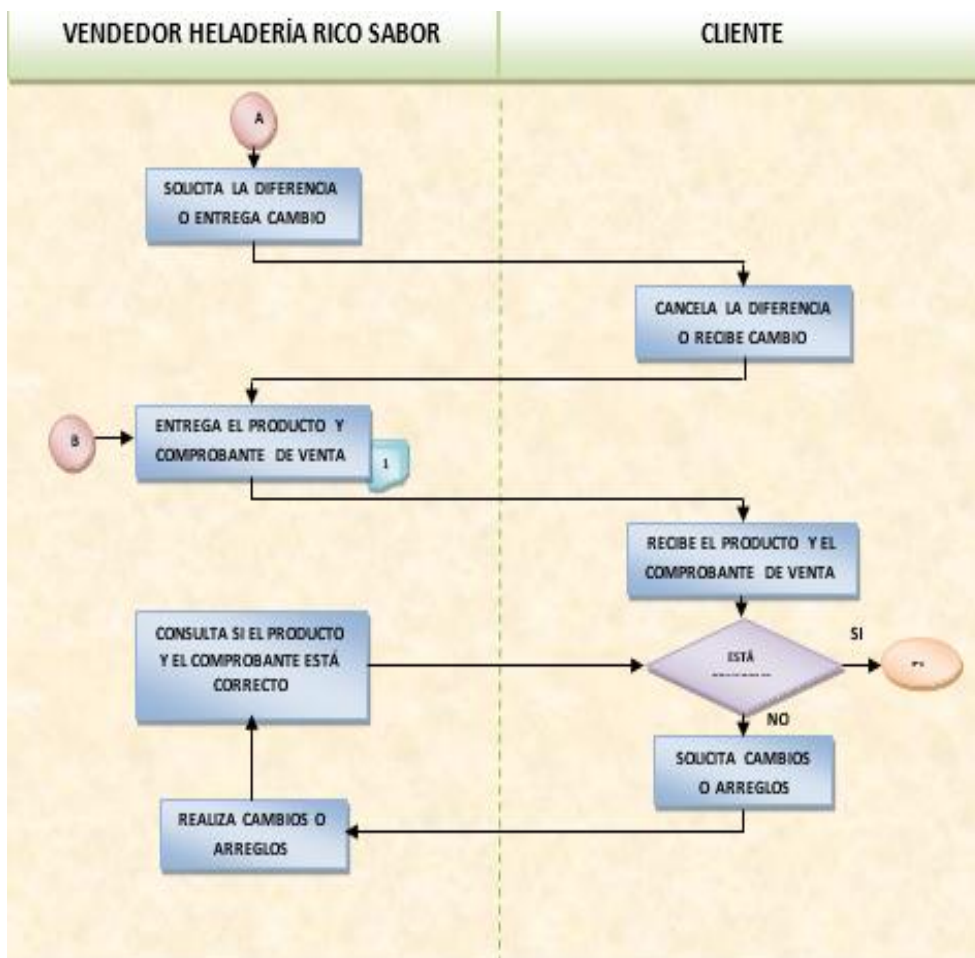 VENDEDOR HELADERÍA RICO SABOR
CLIENTE
A
SOLICITA LA DIFERENCIA
O ENTREGA CAMBIO
CANCELA LA DIFERENCIA
O RECIBE CAMBIO
B
ENTREGA EL PRODUCTO Y
COMPROBANTE DE VENTA
1
RECIBE EL PRODUCTO Y EL
COMPROBANTE DE VENTA
CONSULTA SI EL PRODUCTO
Y EL COMPROBANTE ESTÁ
CORRECTO
ESTÁ
SI
NO
SOLICITA CAMBIOS
O ARREGLOS
REALIZA CAMBIOS O
ARREGLOS